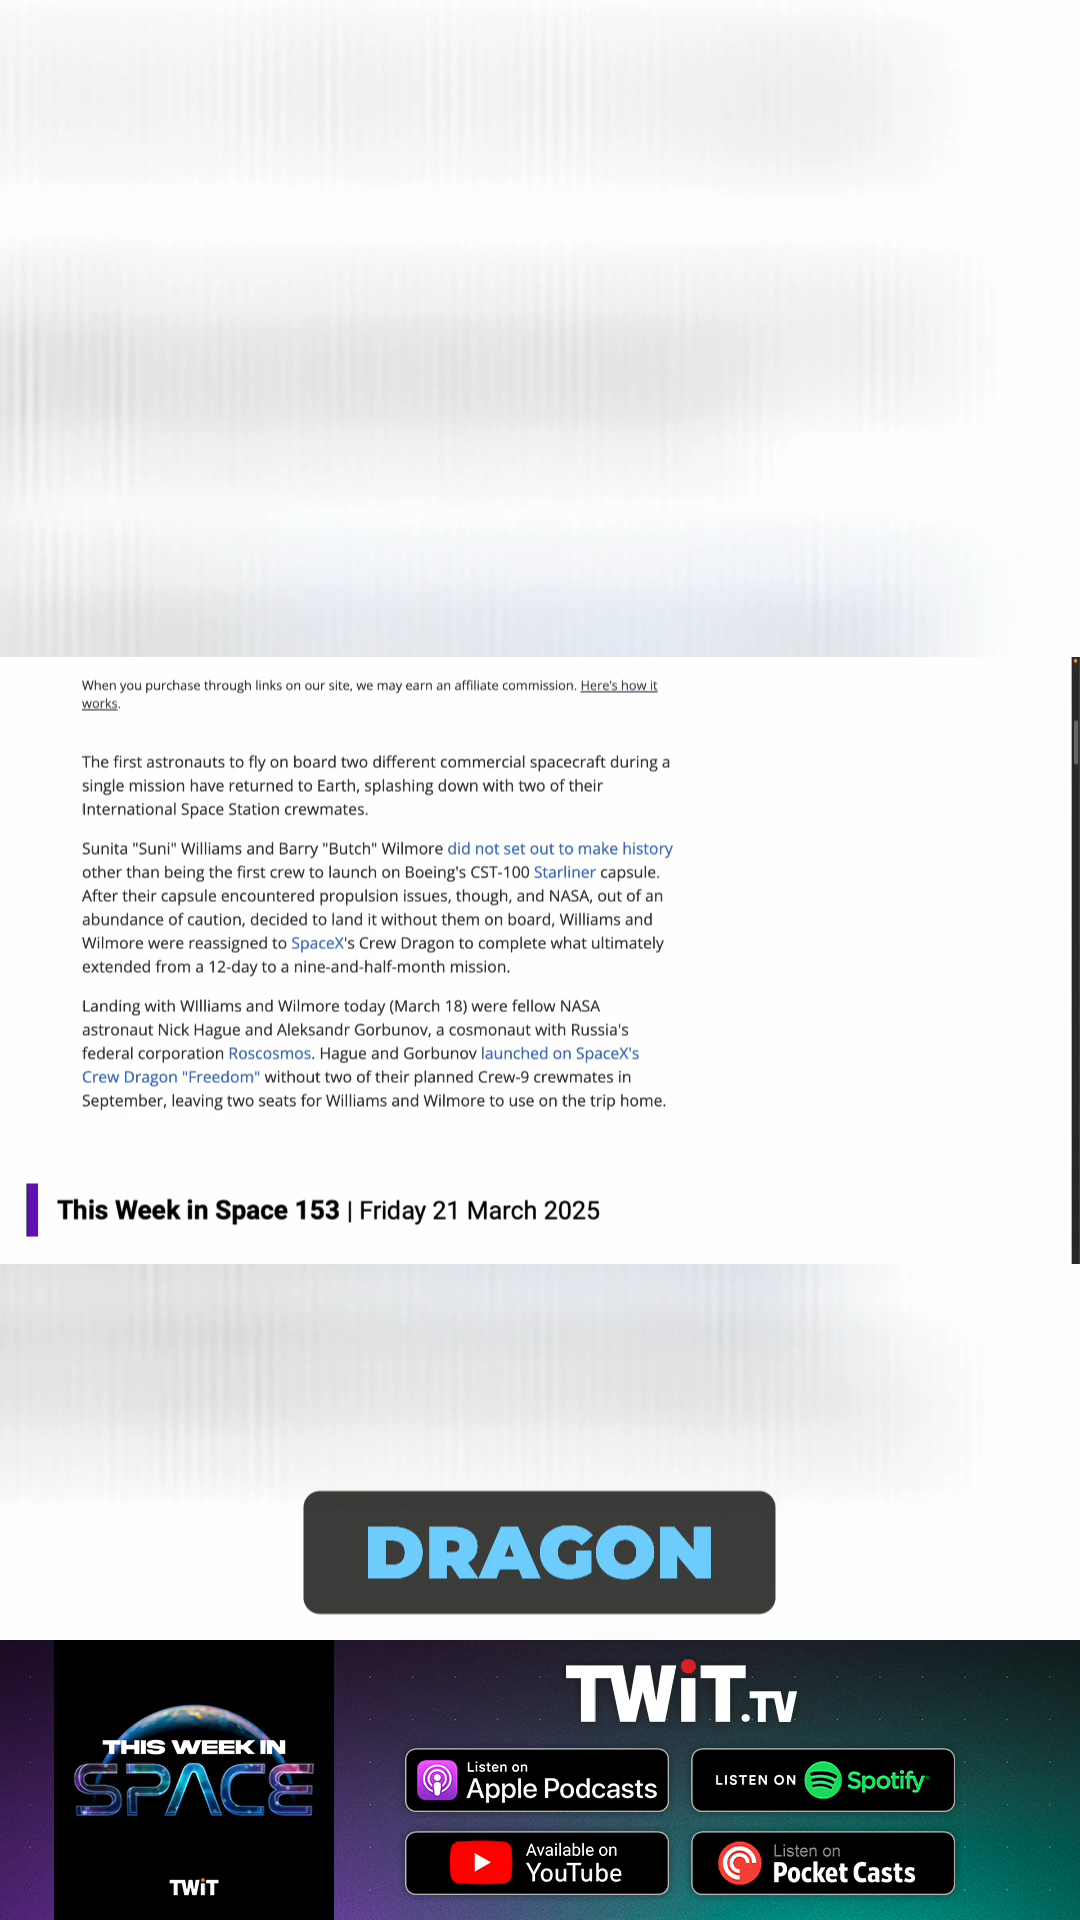 When you purchase through links on our site, we may earn an affiliate commission. Here's how it
works.
The first astronauts to fly on board two different commercial spacecraft during a
single mission have returned to Earth, splashing down with two of their
International Space Station crewmates.
Sunita "Suni" Williams and Barry "Butch" Wilmore did not set out to make history
other than being the first crew to launch on Boeing's CST-100 Starliner capsule.
After their capsule encountered propulsion issues, though, and NASA, out of an
abundance of caution, decided to land it without them on board, Williams and
Wilmore were reassigned to SpaceX's Crew Dragon to complete what ultimately
extended from a 12-day to a nine-and-half-month mission.
Landing with WIlliams and Wilmore today (March 18) were fellow NASA
astronaut Nick Hague and Aleksandr Gorbunov, a cosmonaut with Russia's
federal corporation Roscosmos. Hague and Gorbunov launched on SpaceX's
Crew Dragon "Freedom" without two of their planned Crew-9 crewmates in
September, leaving two seats for Williams and Wilmore to use on the trip home.
This Week in Space 153 | Friday 21 March 2025
DRAGON
THIS WEEK IN
SPACE
TWiT
TWiT.TV
Listen on
Apple Podcasts
LISTEN ON Spotify
Available on
YouTube
Listen on
Pocket Casts